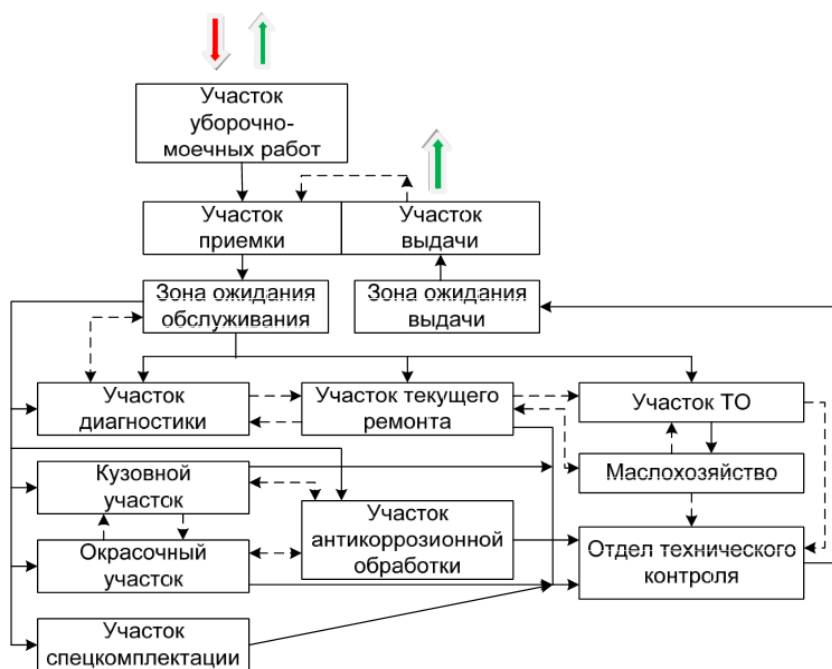 Участок
уборочно-
моечных работ
Участок
приемки
Участок
выдачи
Зона ожидания
обслуживания
Зона ожидания
выдачи
Участок
диагностики
Участок текущего
ремонта
Участок ТО
Кузовной
участок
Маслохозяйство
Участок
антикоррозионной
обработки
Окрасочный
участок
Отдел технического
контроля
Участок
спецкомплектации